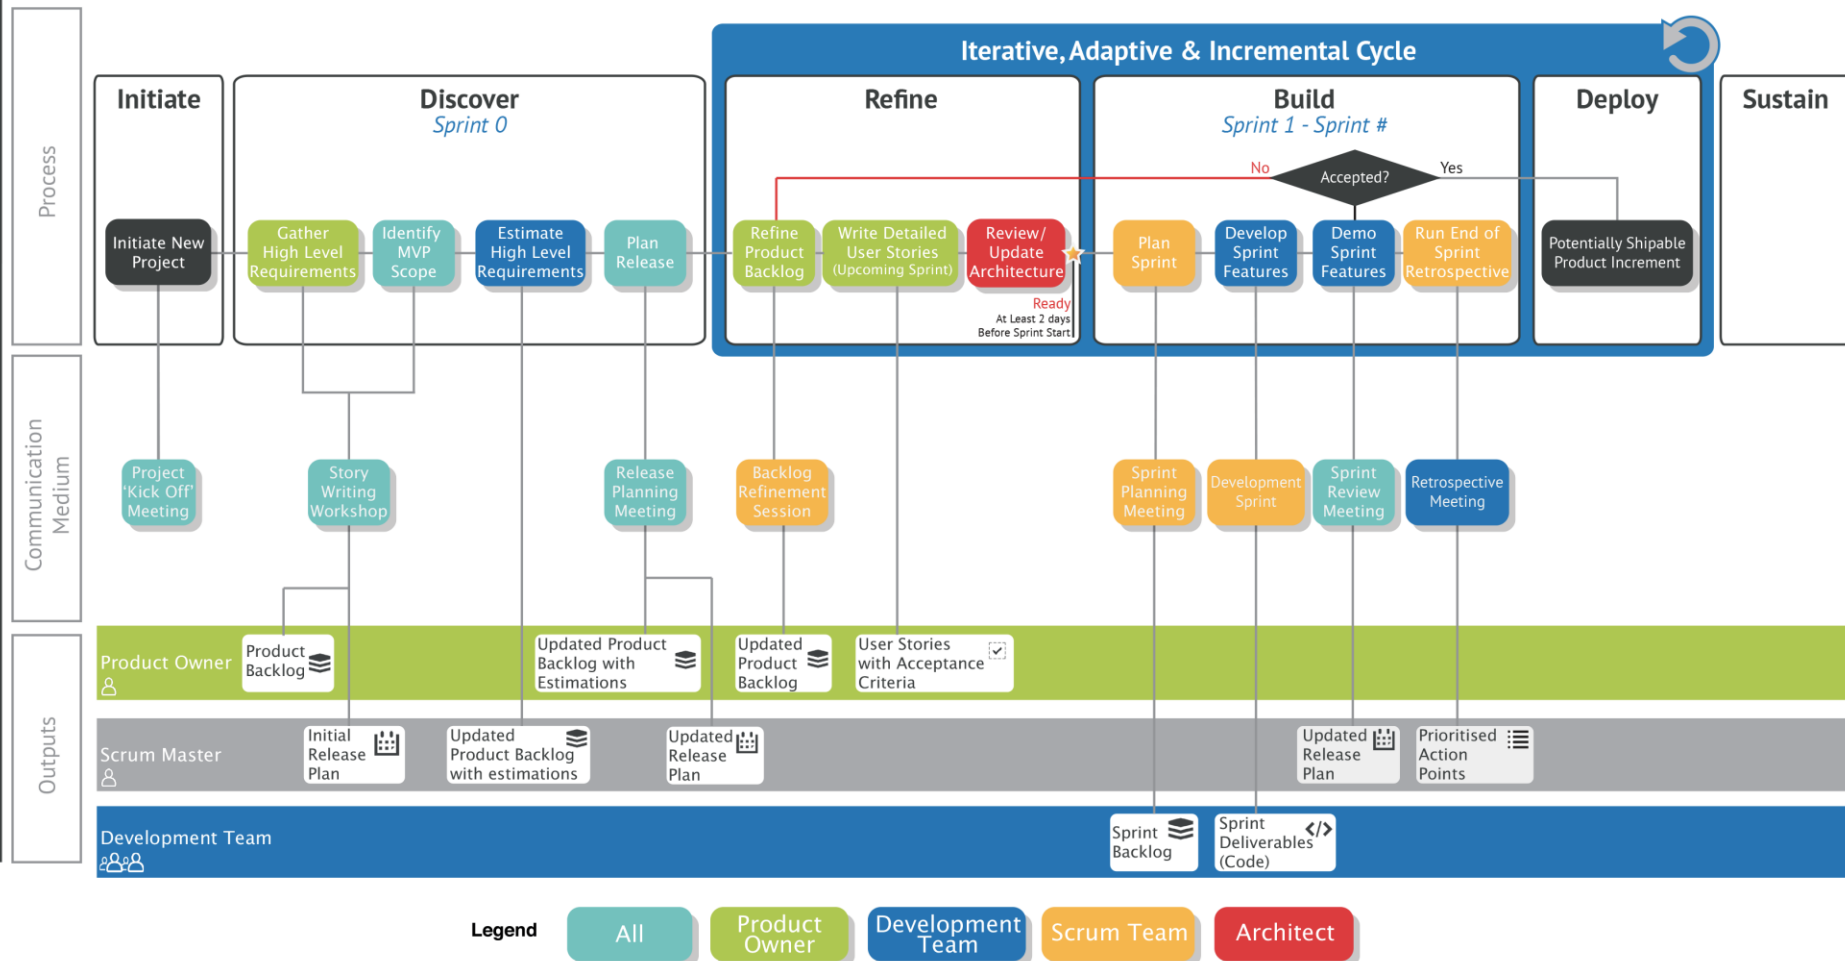 Iterative, Adaptive & Incremental Cycle
Process
Initiate
Discover
Sprint 0
Refine
Build
Sprint 1 - Sprint #
Deploy
Sustain
No
Accepted?
Yes
Initiate New
Project
Gather
High Level
Requirements
Identify
MVP
Scope
Estimate
High Level
Requirements
Plan
Release
Refine
Product
Backlog
Write Detailed
User Stories
(Upcoming Sprint)
Review/
Update
Architecture
Ready
At Least 2 days
Before Sprint Start
Plan
Sprint
Develop
Sprint
Features
Demo
Sprint
Features
Run End of
Sprint
Retrospective
Potentially Shipable
Product Increment
Communication
Medium
Project
'Kick Off'
Meeting
Story
Writing
Workshop
Release
Planning
Meeting
Backlog
Refinement
Session
Sprint
Planning
Meeting
Development
Sprint
Sprint
Review
Meeting
Retrospective
Meeting
Outputs
Product Owner
Product
Backlog
Updated Product
Backlog with
Estimations
Updated
Product
Backlog
User Stories
with Acceptance
Criteria
Scrum Master
Initial
Release
Plan
Updated
Product Backlog
with estimations
Updated
Release
Plan
Updated
Release
Plan
Prioritised
Action
Points
Development Team
Sprint
Backlog
Sprint
Deliverables
(Code)
</>
Legend
All
Product
Owner
Development
Team
Scrum Team
Architect